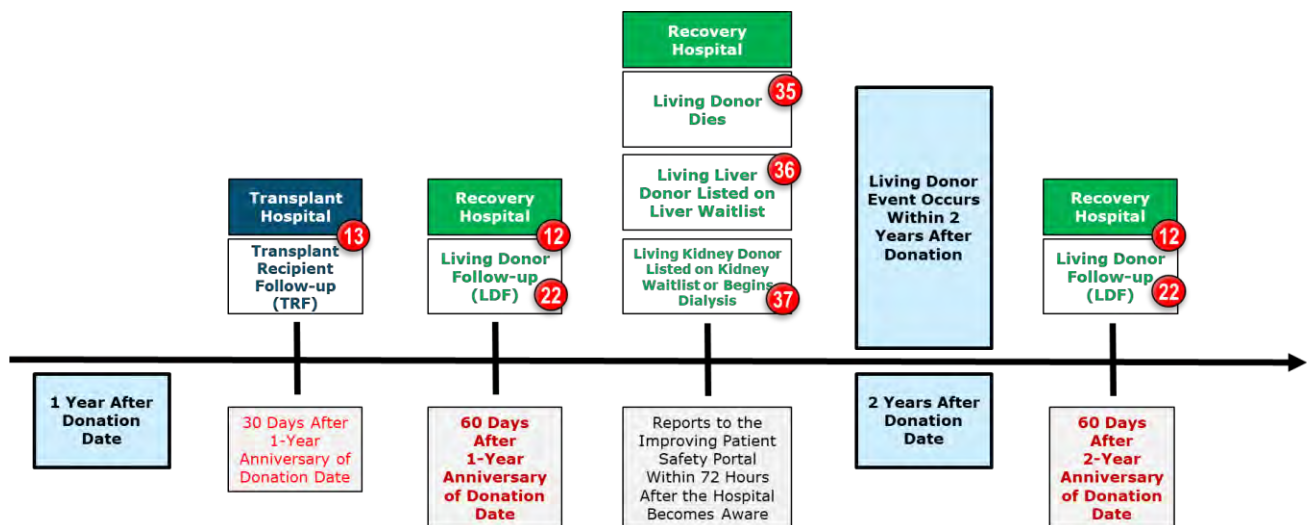 Transplant
Hospital
13
Transplant
Recipient
Follow-up
(TRF)
Recovery
Hospital
12
Living Donor
Follow-up
(LDF)
22
Recovery
Hospital
Living Donor
Dies
35
Living Liver
Donor Listed on
Liver Waitlist
36
Living Kidney Donor
Listed on Kidney
Waitlist or Begins
Dialysis
37
Living Donor
Event Occurs
Within 2
Years After
Donation
Recovery
Hospital
12
Living Donor
Follow-up
(LDF)
22
1 Year After
Donation
Date
30 Days After
1-Year
Anniversary of
Donation Date
60 Days
After
1-Year
Anniversary
of Donation
Date
Reports to the
Improving Patient
Safety Portal
Within 72 Hours
After the Hospital
Becomes Aware
2 Years After
Donation
Date
60 Days
After
2-Year
Anniversary
of Donation
Date